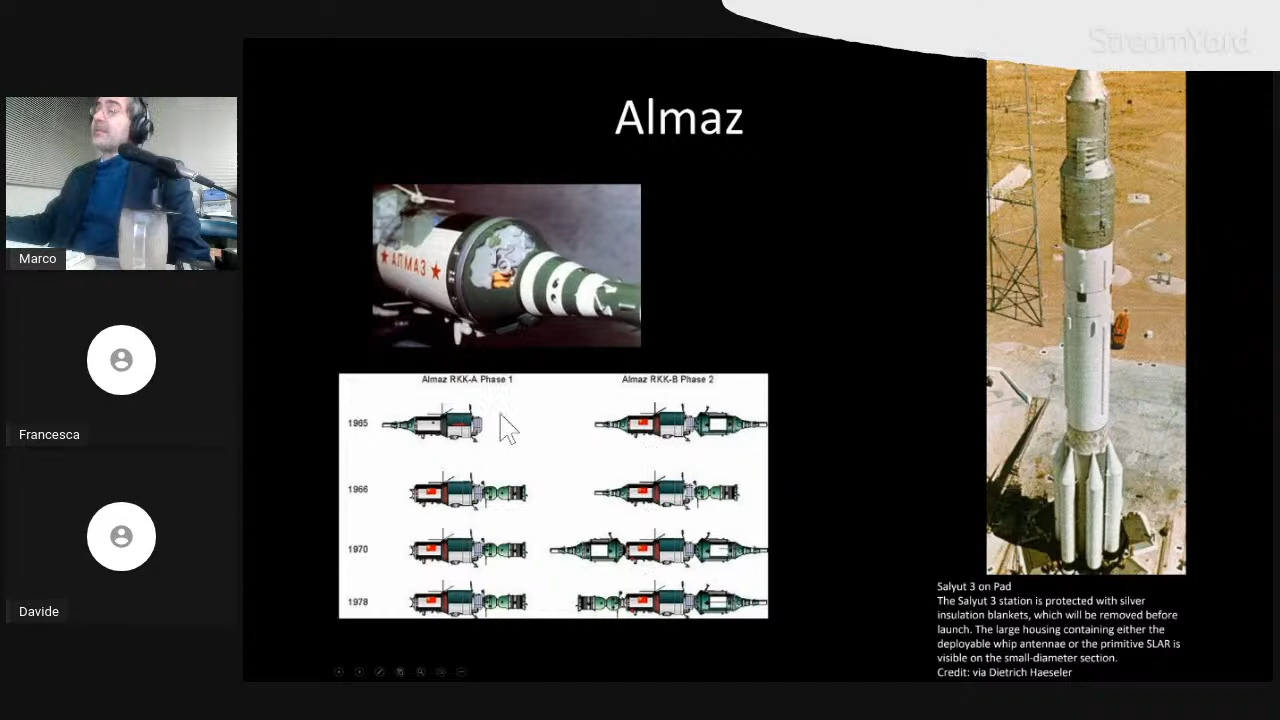 StreamYard
Almaz
★ АЛМАЗ ★
Almaz RKK-A Phase 1
Almaz RKK-B Phase 2
1965
1966
1970
1978
Salyut 3 on Pad
The Salyut 3 station is protected with silver
insulation blankets, which will be removed before
launch. The large housing containing either the
deployable whip antennae or the primitive SLAR is
visible on the small-diameter section.
Credit: via Dietrich Haeseler
Marco
Francesca
Davide